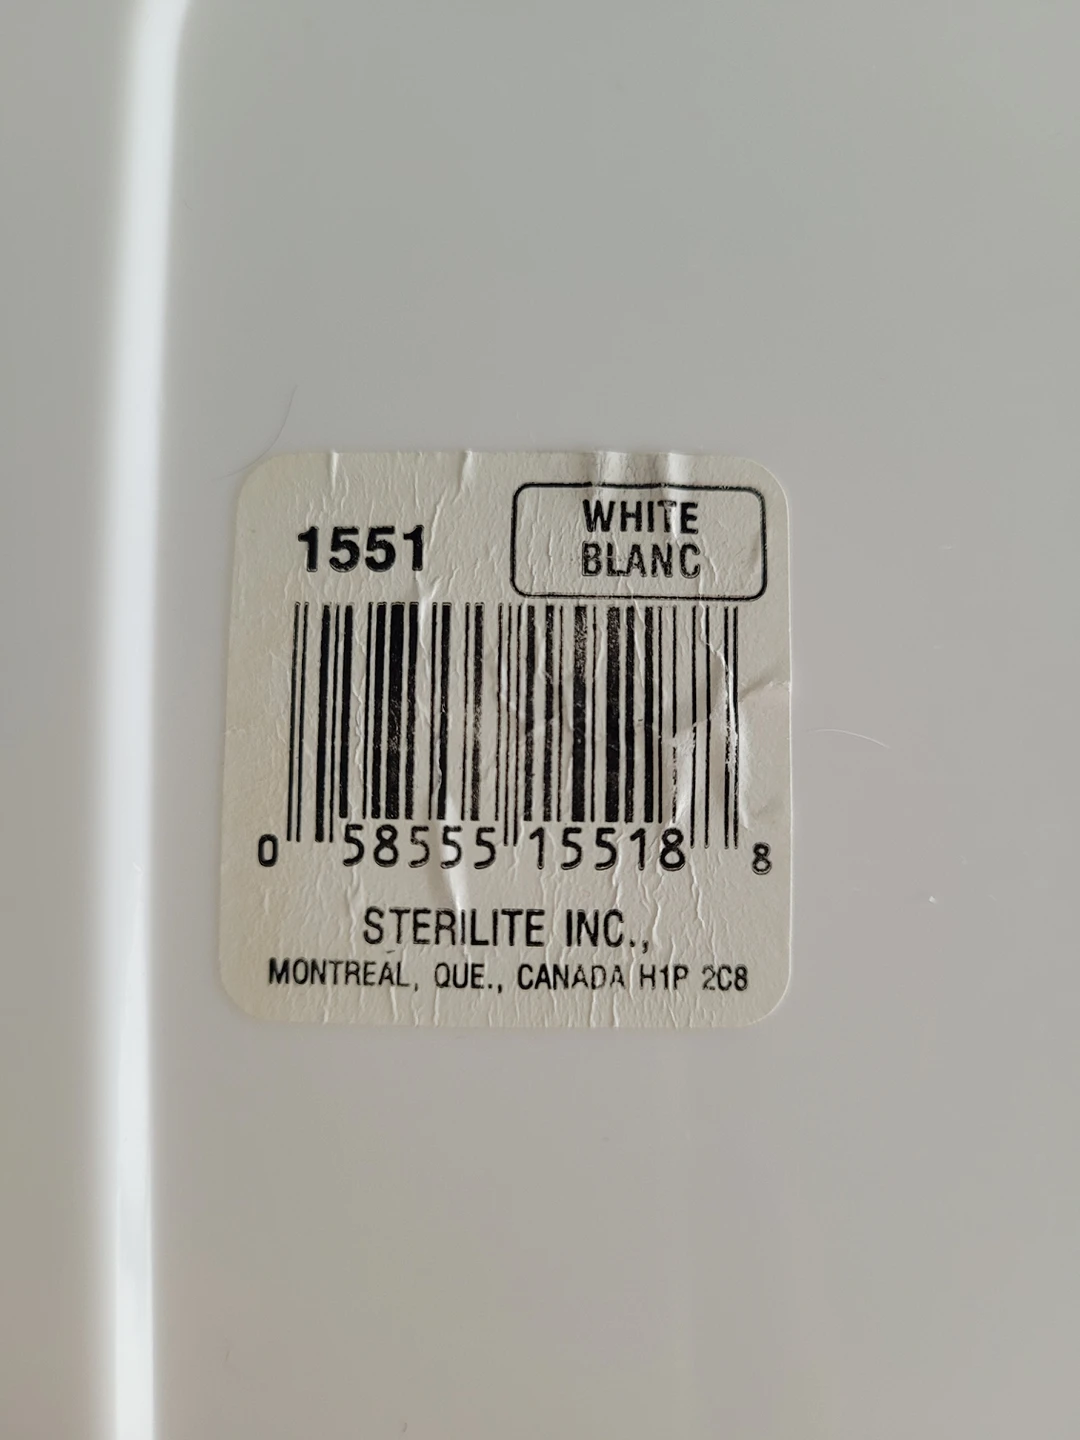 1551
WHITE
BLANC
0 58555 15518 8
STERILITE INC.,
MONTREAL, QUE., CANADA H1P 2C8